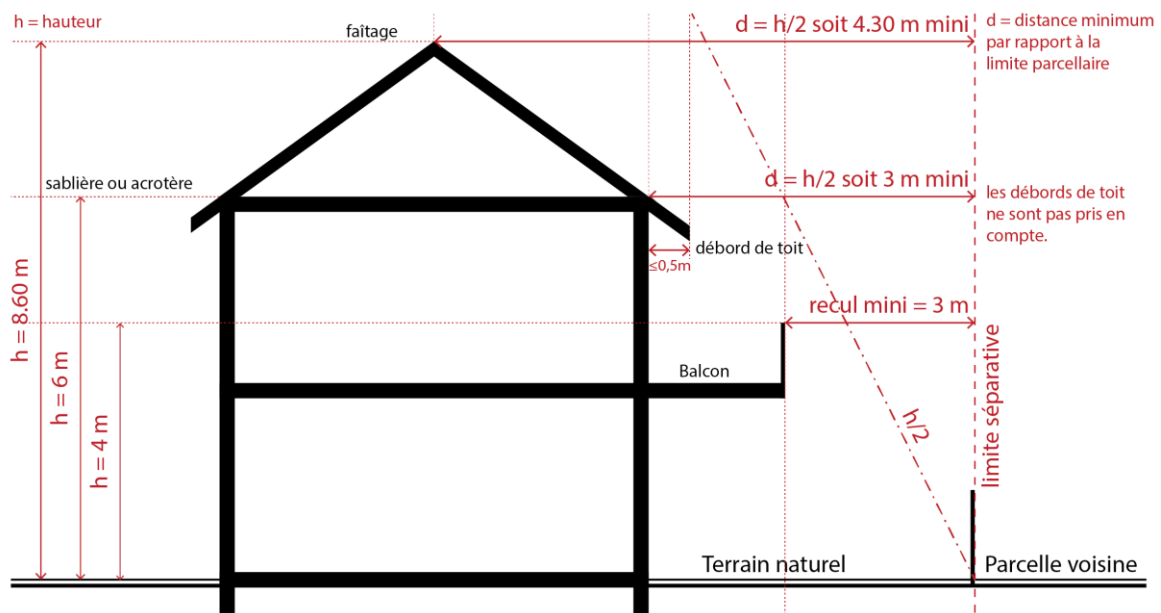 h = hauteur
faîtage
d = h/2 soit 4.30 m mini
d = distance minimum
par rapport à la
limite parcellaire
sablière ou acrotère
d = h/2 soit 3 m mini
les débords de toit
ne sont pas pris en
compte.
débord de toit
≤0,5m
recul mini = 3 m
h = 8.60 m
h = 6 m
h = 4 m
Balcon
h/2
limite séparative
Terrain naturel
Parcelle voisine